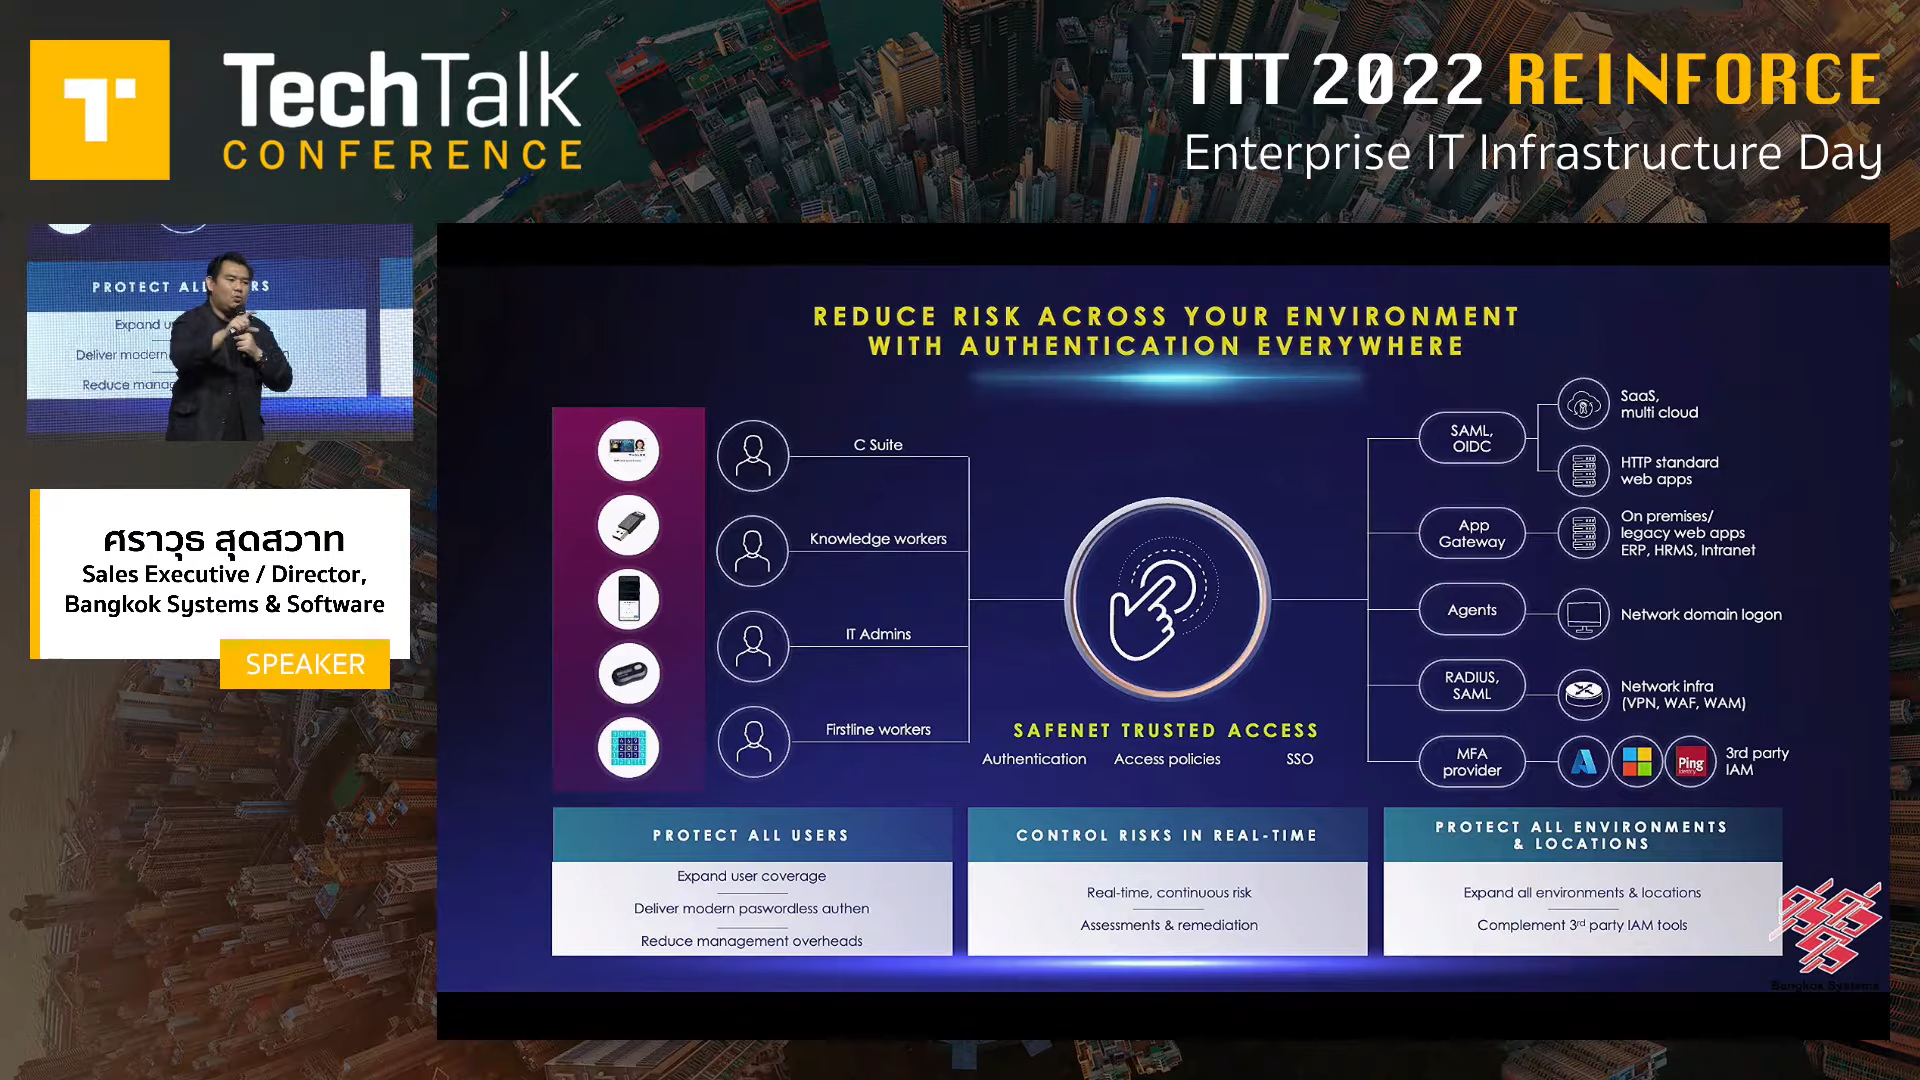 TechTalk
CONFERENCE
TTT 2022 REINFORCE
Enterprise IT Infrastructure Day
PROTECT ALL RS
Expand u
Deliver modern
Reduce manag
ศราวุธ สุดสวาท
Sales Executive / Director,
Bangkok Systems & Software
SPEAKER
REDUCE RISK ACROSS YOUR ENVIRONMENT
WITH AUTHENTICATION EVERYWHERE
C Suite
Knowledge workers
IT Admins
Firstline workers
SAFENET TRUSTED ACCESS
Authentication Access policies SSO
SAML,
OIDC
SaaS,
multi cloud
HTTP standard
web apps
App
Gateway
On premises/
legacy web apps
ERP, HRMS, Intranet
Agents
Network domain logon
RADIUS,
SAML
Network infra
(VPN, WAF, WAM)
MFA
provider
Ping
3rd party
IAM
PROTECT ALL USERS
Expand user coverage
Deliver modern paswordless authen
Reduce management overheads
CONTROL RISKS IN REAL-TIME
Real-time, continuous risk
Assessments & remediation
PROTECT ALL ENVIRONMENTS
& LOCATIONS
Expand all environments & locations
Complement 3rd party IAM tools
Bangkok Systems